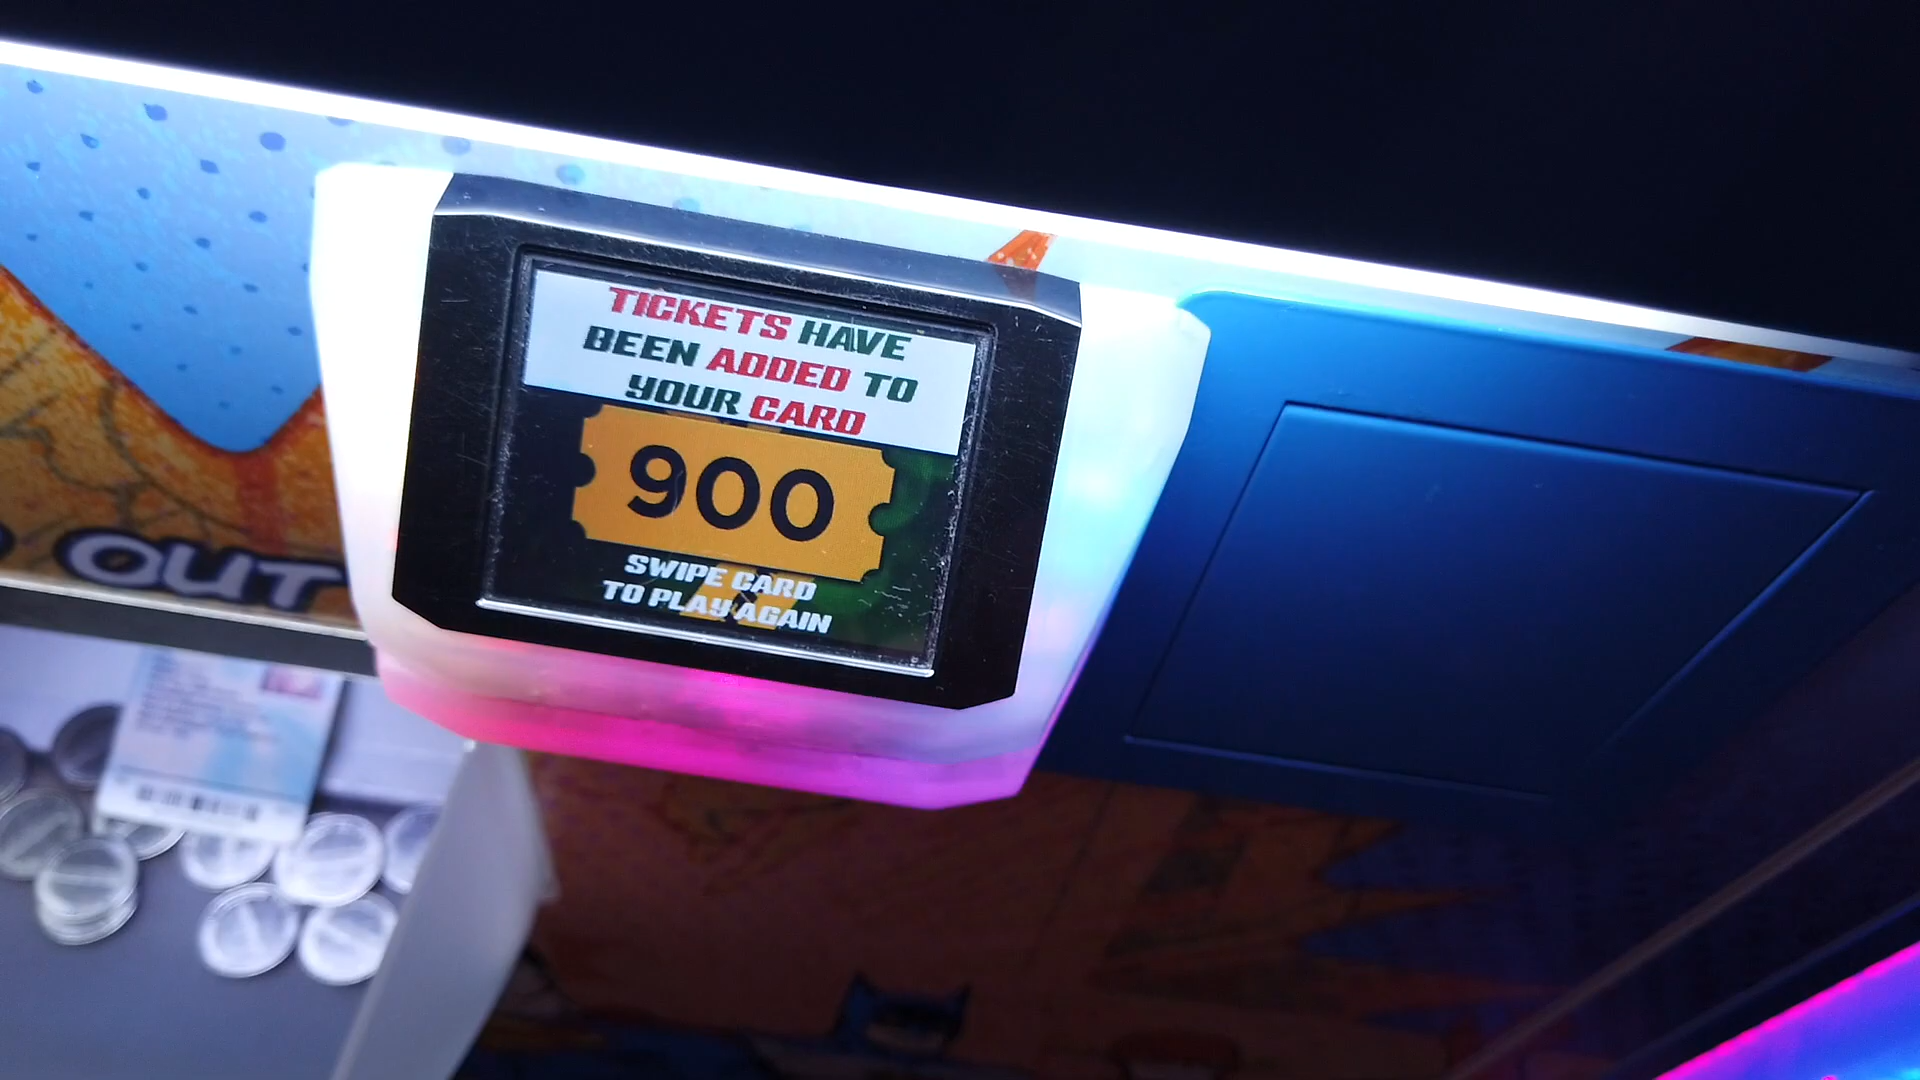 TICKETS HAVE
BEEN ADDED TO
YOUR CARD
900
SWIPE CARD
TO PLAY AGAIN
OUT